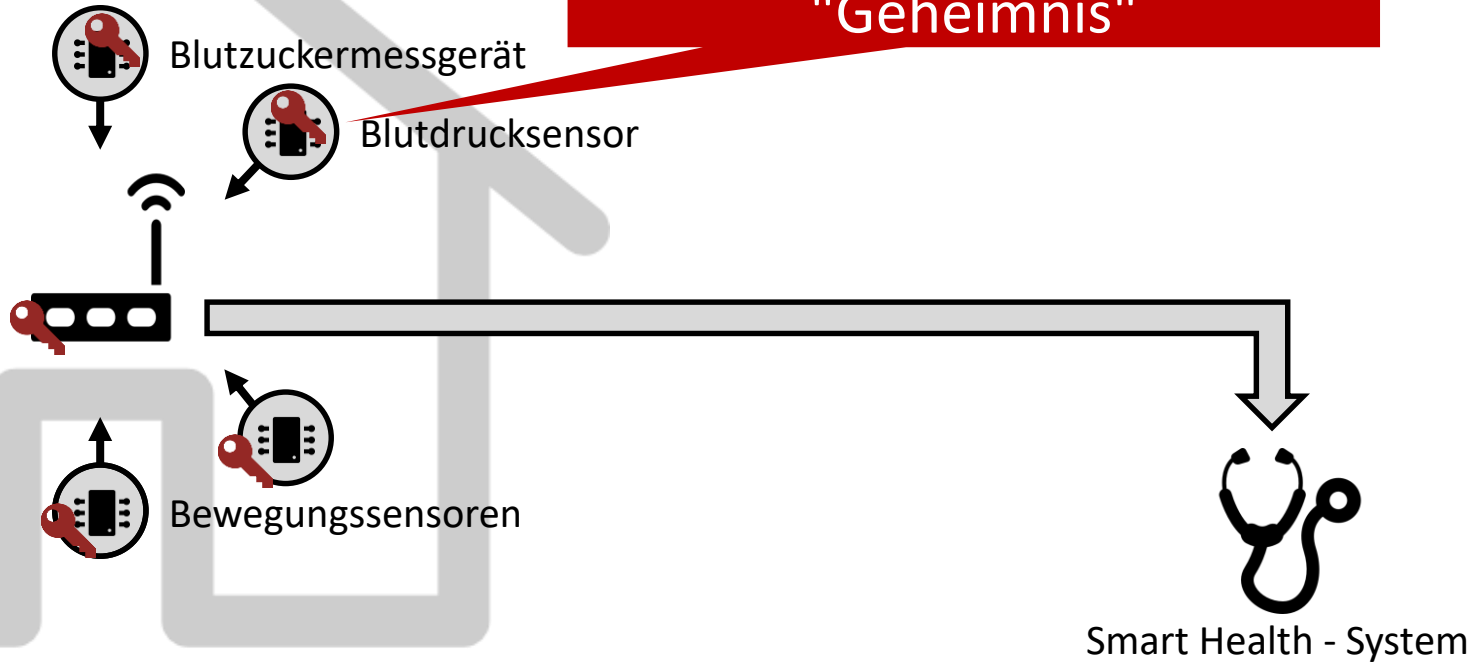 "Geheimnis"
Blutzuckermessgerät
Blutdrucksensor
Bewegungssensoren
Smart Health - System